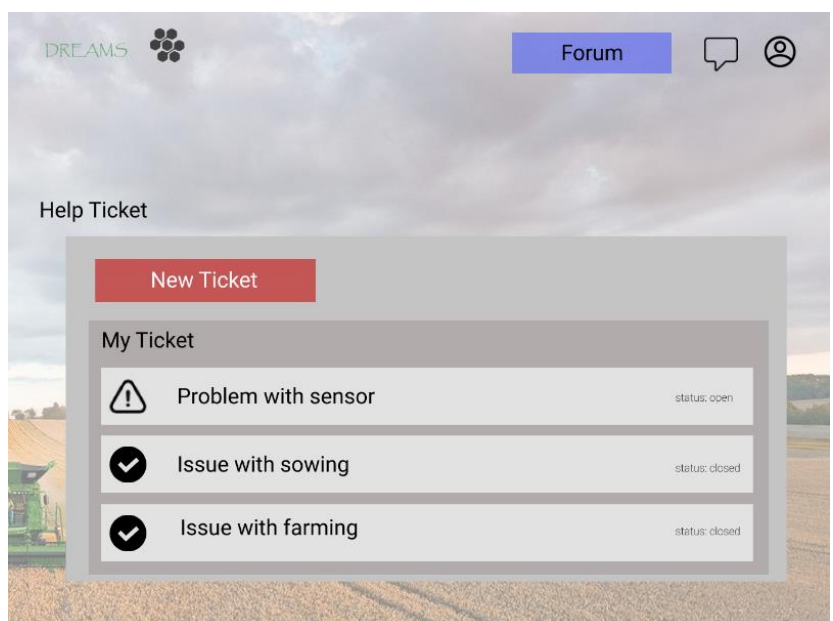 DREAMS
Forum
Help Ticket
New Ticket
My Ticket
Problem with sensor
status: open
Issue with sowing
status: closed
Issue with farming
status: closed